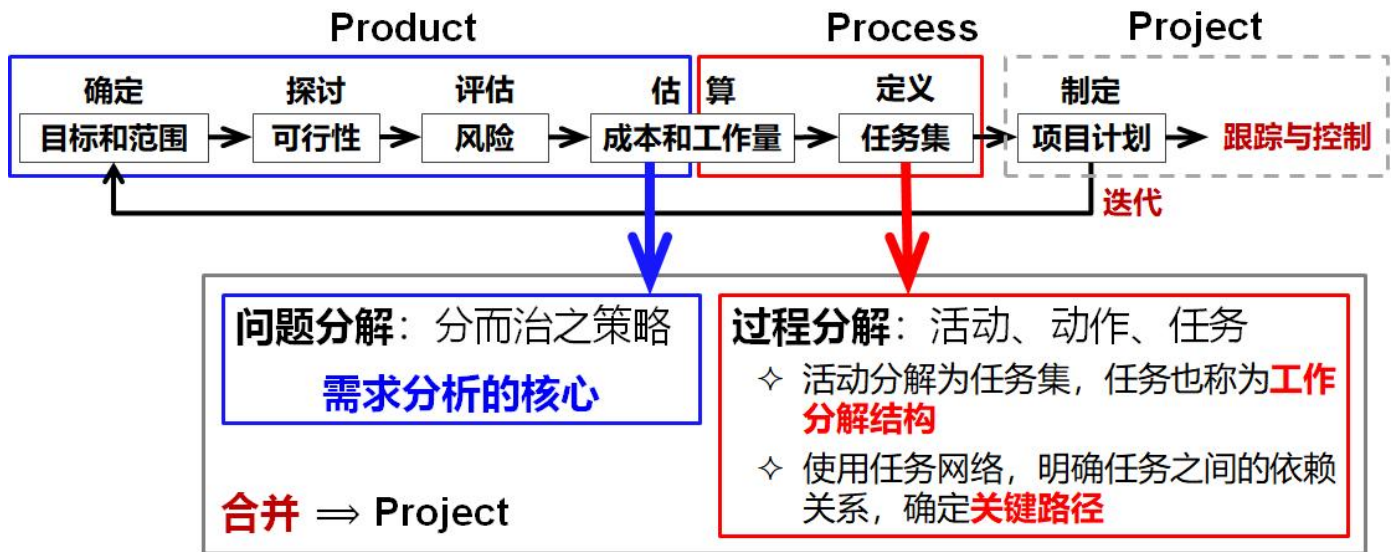 Product
Process
Project
确定
探讨
评估
估 算
定义
制定
目标和范围
可行性
风险
成本和工作量
任务集
项目计划
跟踪与控制
迭代
问题分解：分而治之策略
需求分析的核心
过程分解：活动、动作、任务
✧ 活动分解为任务集，任务也称为工作
分解结构
✧ 使用任务网络，明确任务之间的依赖
关系，确定关键路径
合并 ⟹ Project